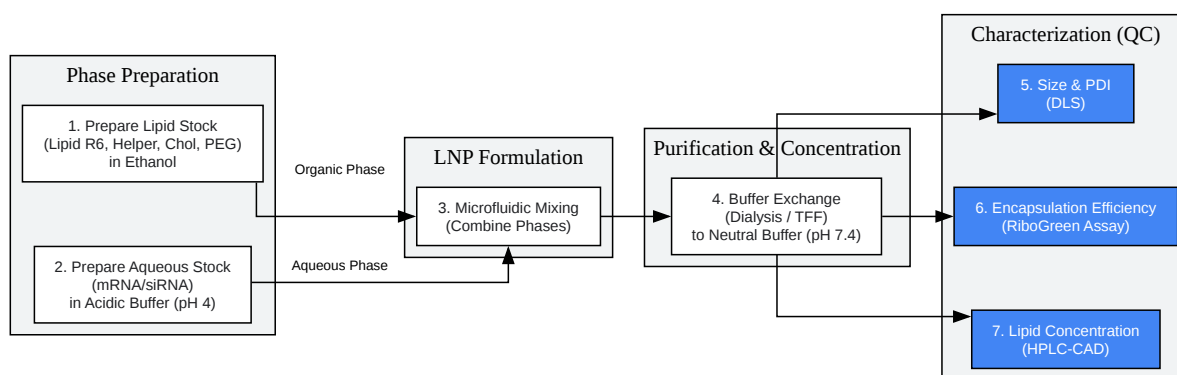 Phase Preparation
1. Prepare Lipid Stock
(Lipid R6, Helper, Chol, PEG)
in Ethanol
2. Prepare Aqueous Stock
(mRNA/siRNA)
in Acidic Buffer (pH 4)
Organic Phase
Aqueous Phase
LNP Formulation
3. Microfluidic Mixing
(Combine Phases)
Purification & Concentration
4. Buffer Exchange
(Dialysis / TFF)
to Neutral Buffer (pH 7.4)
Characterization (QC)
5. Size & PDI
(DLS)
6. Encapsulation Efficiency
(RiboGreen Assay)
7. Lipid Concentration
(HPLC-CAD)